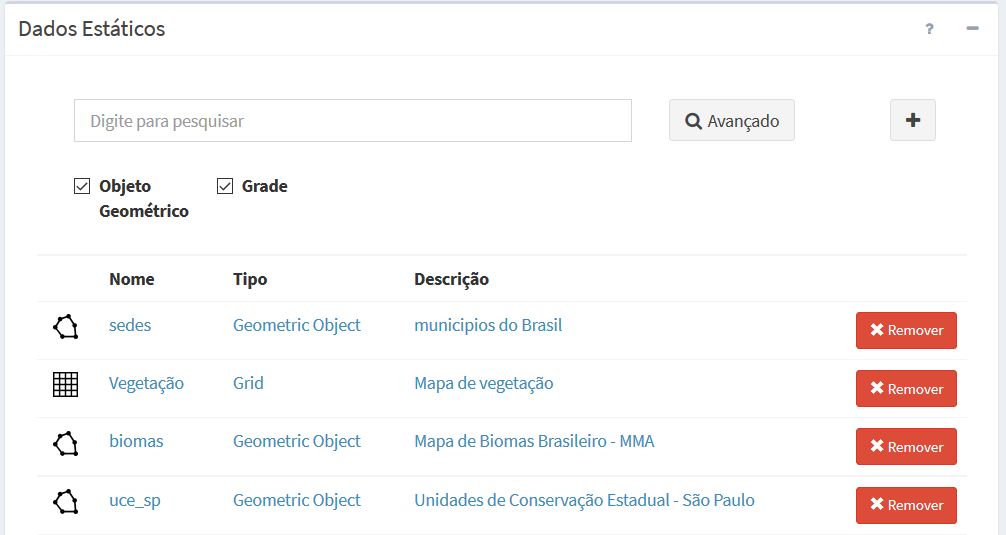 Dados Estáticos
?
Digite para pesquisar
Avançado
Objeto
Geométrico
Grade
Nome Tipo Descrição
sedes Geometric Object municipios do Brasil Remover
Vegetação Grid Mapa de vegetação Remover
biomas Geometric Object Mapa de Biomas Brasileiro - MMA Remover
uce_sp Geometric Object Unidades de Conservação Estadual - São Paulo Remover